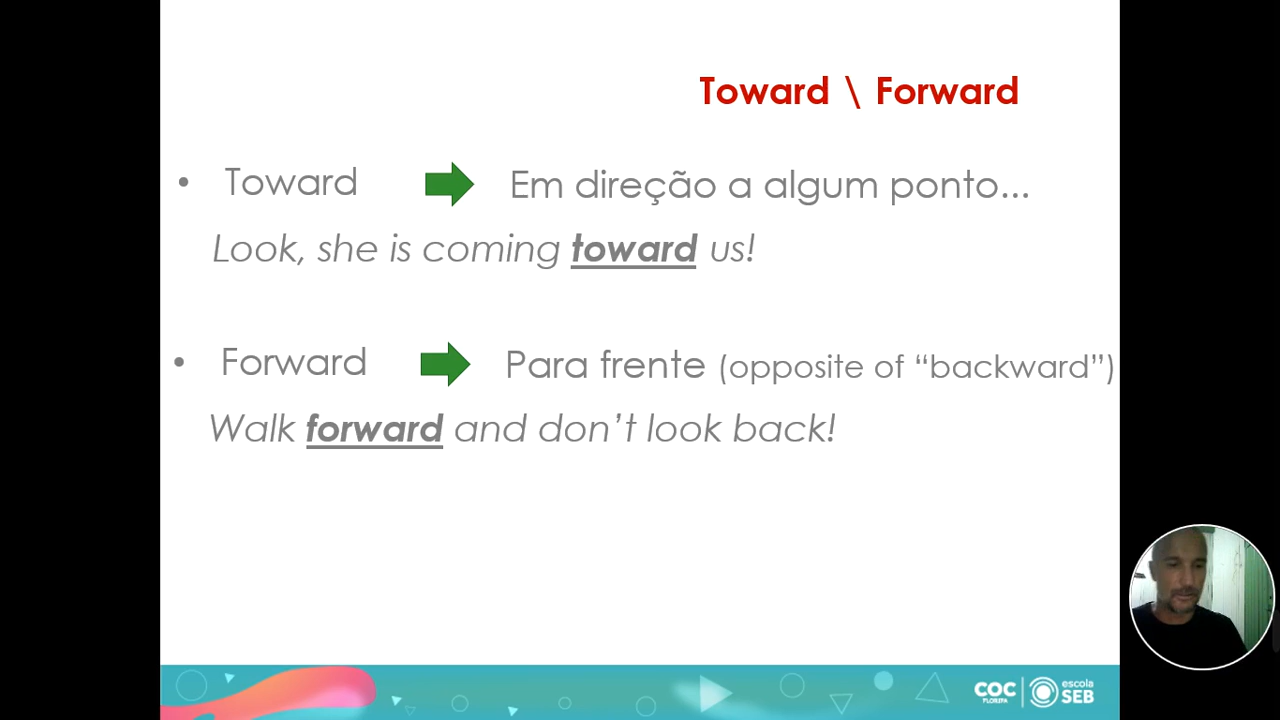 Toward \ Forward
• Toward Em direção a algum ponto...
Look, she is coming toward us!
• Forward Para frente (opposite of “backward”)
Walk forward and don’t look back!
COC
FLORIPA
escola
SEB